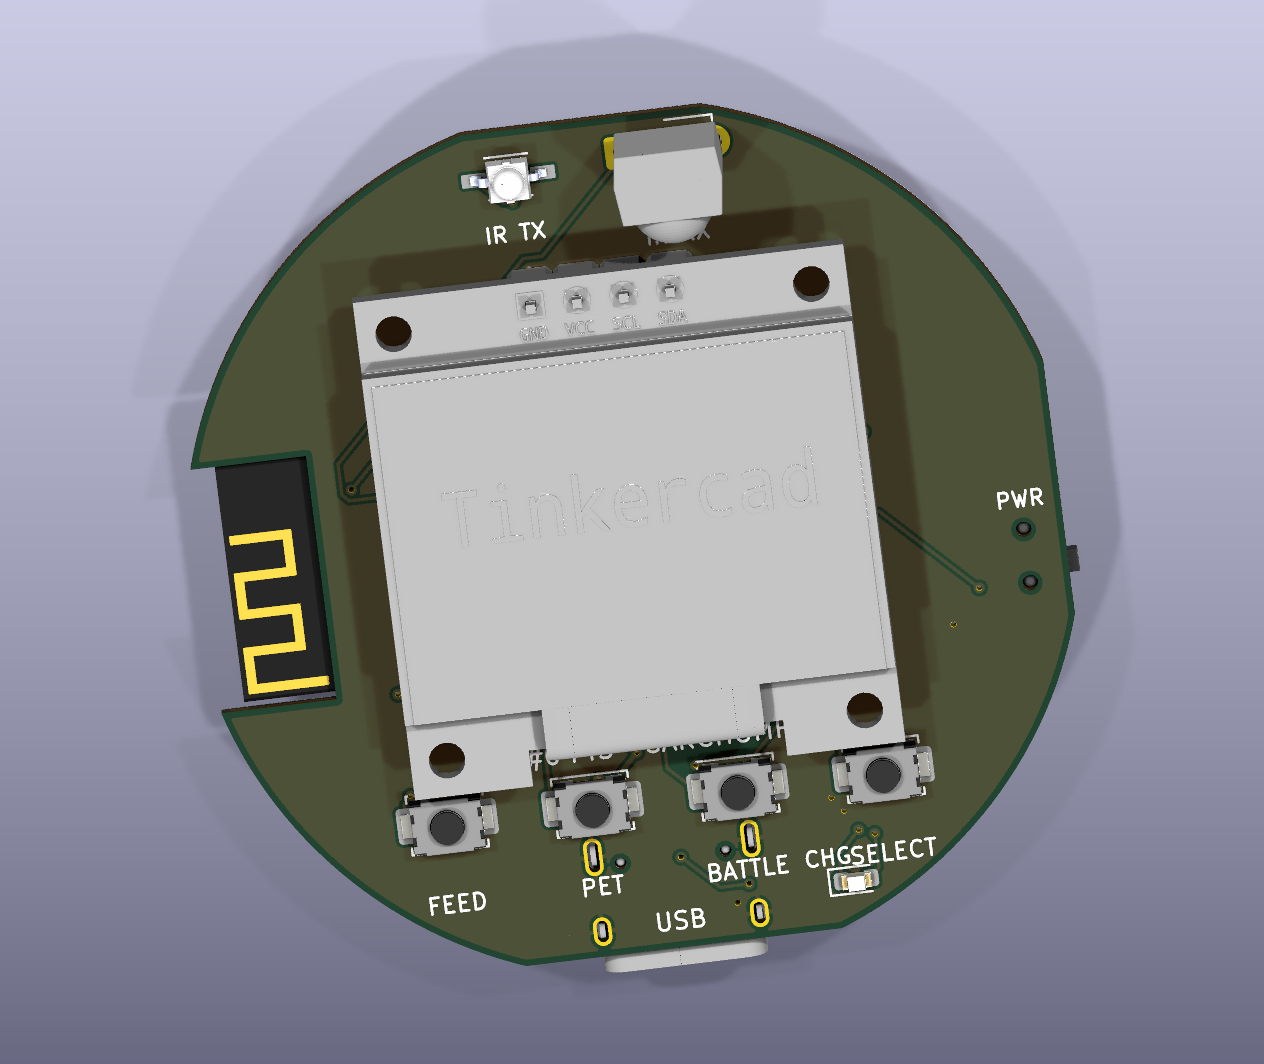 IR TX
GND VCC SCL SDA
Tinkercad
PWR
FEED
PET
BATTLE
CHGSELECT
USB